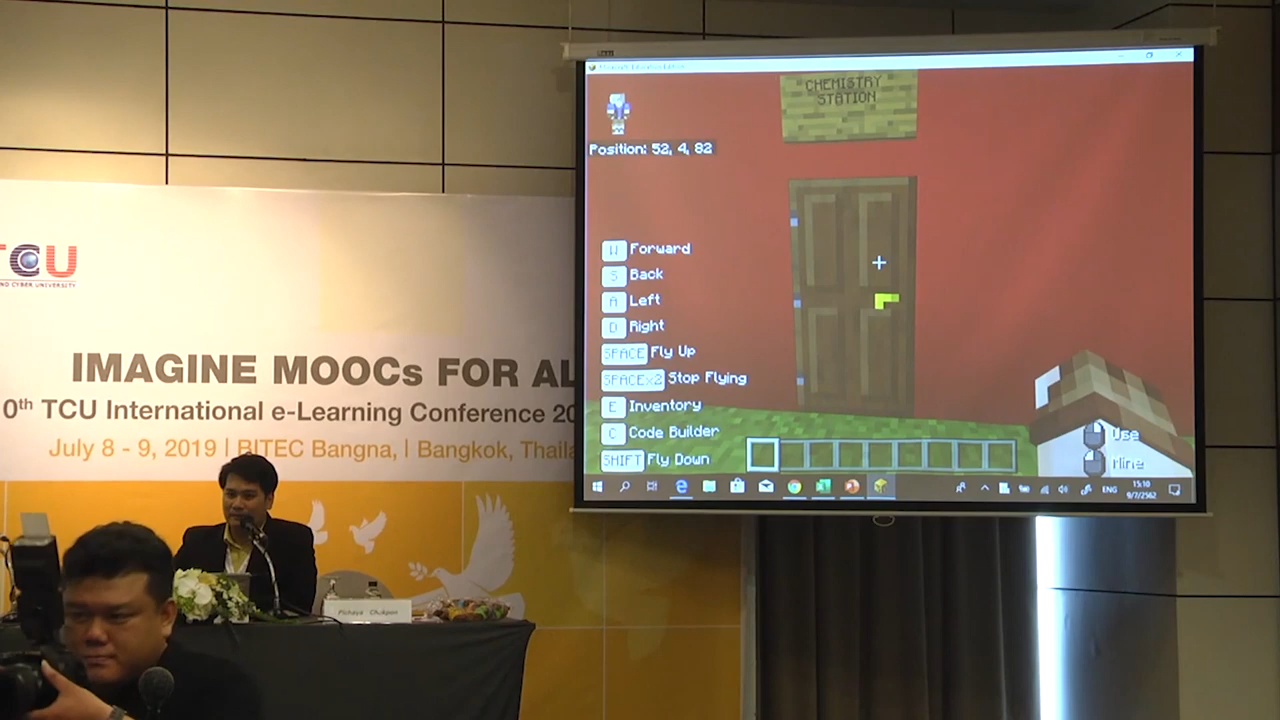 TCU
IMAGINE MOOCs FOR AL
0th TCU International e-Learning Conference 20
July 8 - 9, 2019 | BITEC Bangna, | Bangkok, Thaila
CHEMISTRY
STATION
Position: 52, 4, 82
W Forward
S Back
A Left
D Right
SPACE Fly Up
SPACEx2 Stop Flying
E Inventory
C Code Builder
SHIFT Fly Down
Use
Mine
ENG
15:10
9/7/2562